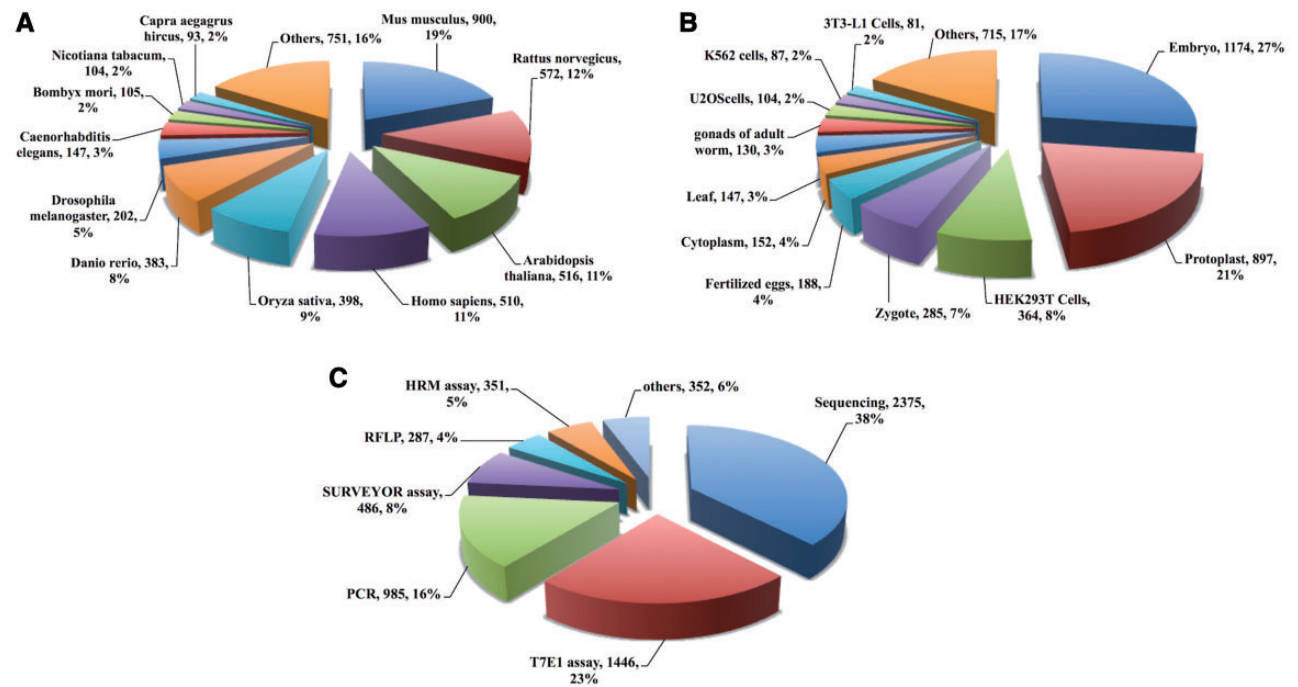 A
Mus musculus, 900,
19%
Rattus norvegicus,
572, 12%
Arabidopsis
thaliana, 516, 11%
Homo sapiens, 510,
11%
Oryza sativa, 398,
9%
Danio rerio, 383,
8%
Drosophila
melanogaster, 202,
5%
Caenorhabditis
elegans, 147, 3%
Bombyx mori, 105,
2%
Nicotiana tabacum,
104, 2%
Capra aegagrus
hircus, 93, 2%
Others, 751, 16%
B
Embryo, 1174, 27%
Protoplast, 897,
21%
HEK293T Cells,
364, 8%
Zygote, 285, 7%
Fertilized eggs, 188,
4%
Cytoplasm, 152, 4%
Leaf, 147, 3%
gonads of adult
worm, 130, 3%
U2OScells, 104, 2%
K562 cells, 87, 2%
3T3-L1 Cells, 81,
2%
Others, 715, 17%
C
Sequencing, 2375,
38%
T7E1 assay, 1446,
23%
PCR, 985, 16%
SURVEYOR assay,
486, 8%
RFLP, 287, 4%
HRM assay, 351,
5%
others, 352, 6%